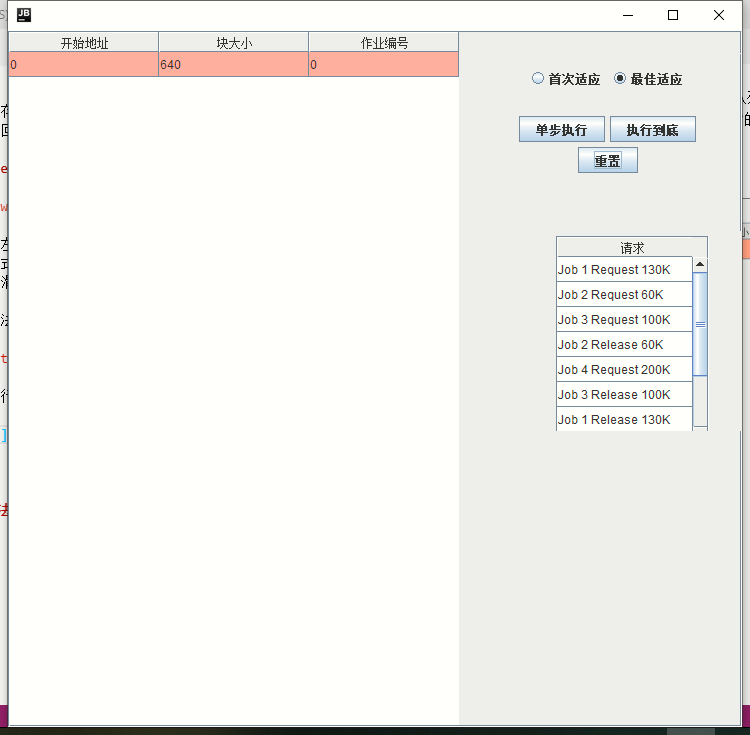 JB
开始地址 块大小 作业编号
0 640 0
首次适应 最佳适应
单步执行 执行到底
重置
请求
Job 1 Request 130K
Job 2 Request 60K
Job 3 Request 100K
Job 2 Release 60K
Job 4 Request 200K
Job 3 Release 100K
Job 1 Release 130K